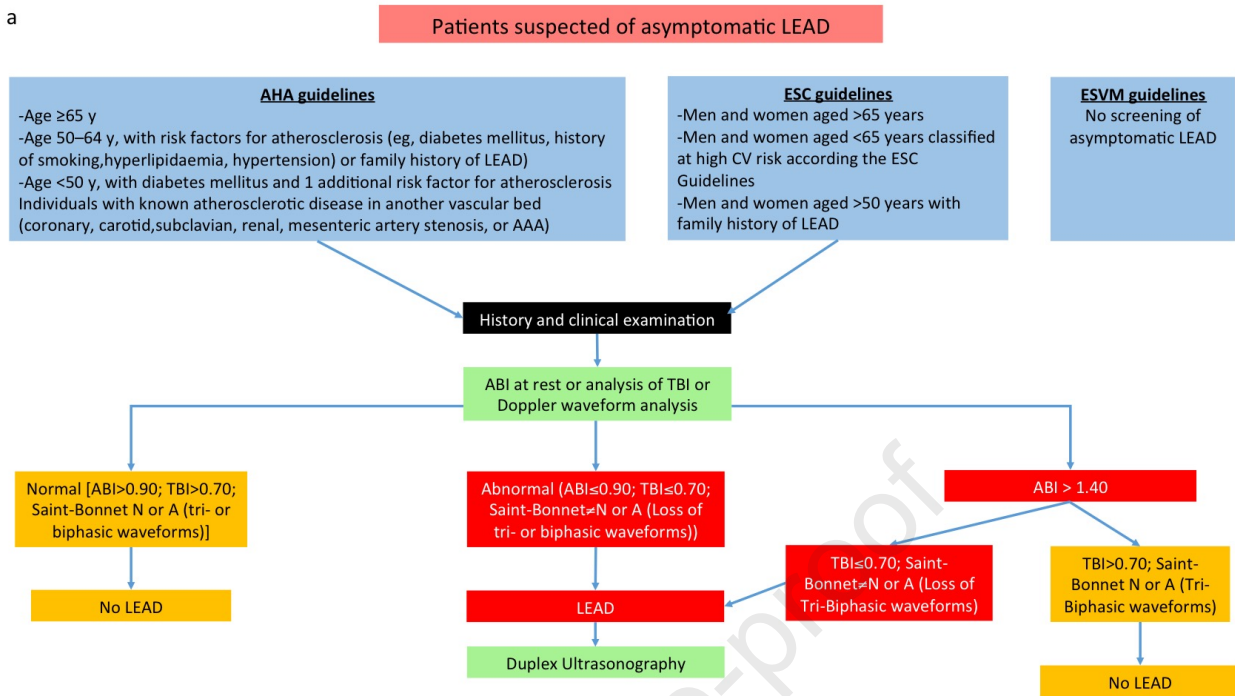 a
Patients suspected of asymptomatic LEAD
AHA guidelines
-Age ≥65 y
-Age 50–64 y, with risk factors for atherosclerosis (eg, diabetes mellitus, history
of smoking,hyperlipidaemia, hypertension) or family history of LEAD)
-Age <50 y, with diabetes mellitus and 1 additional risk factor for atherosclerosis
Individuals with known atherosclerotic disease in another vascular bed
(coronary, carotid,subclavian, renal, mesenteric artery stenosis, or AAA)
ESC guidelines
-Men and women aged >65 years
-Men and women aged <65 years classified
at high CV risk according the ESC
Guidelines
-Men and women aged >50 years with
family history of LEAD
ESVM guidelines
No screening of
asymptomatic LEAD
History and clinical examination
ABI at rest or analysis of TBI or
Doppler waveform analysis
Normal [ABI>0.90; TBI>0.70;
Saint-Bonnet N or A (tri- or
biphasic waveforms)]
Abnormal (ABI≤0.90; TBI≤0.70;
Saint-Bonnet≠N or A (Loss of
tri- or biphasic waveforms))
ABI > 1.40
TBI≤0.70; Saint-
Bonnet≠N or A (Loss of
Tri-Biphasic waveforms)
TBI>0.70; Saint-
Bonnet N or A (Tri-
Biphasic waveforms)
No LEAD
LEAD
Duplex Ultrasonography
No LEAD
e-proof